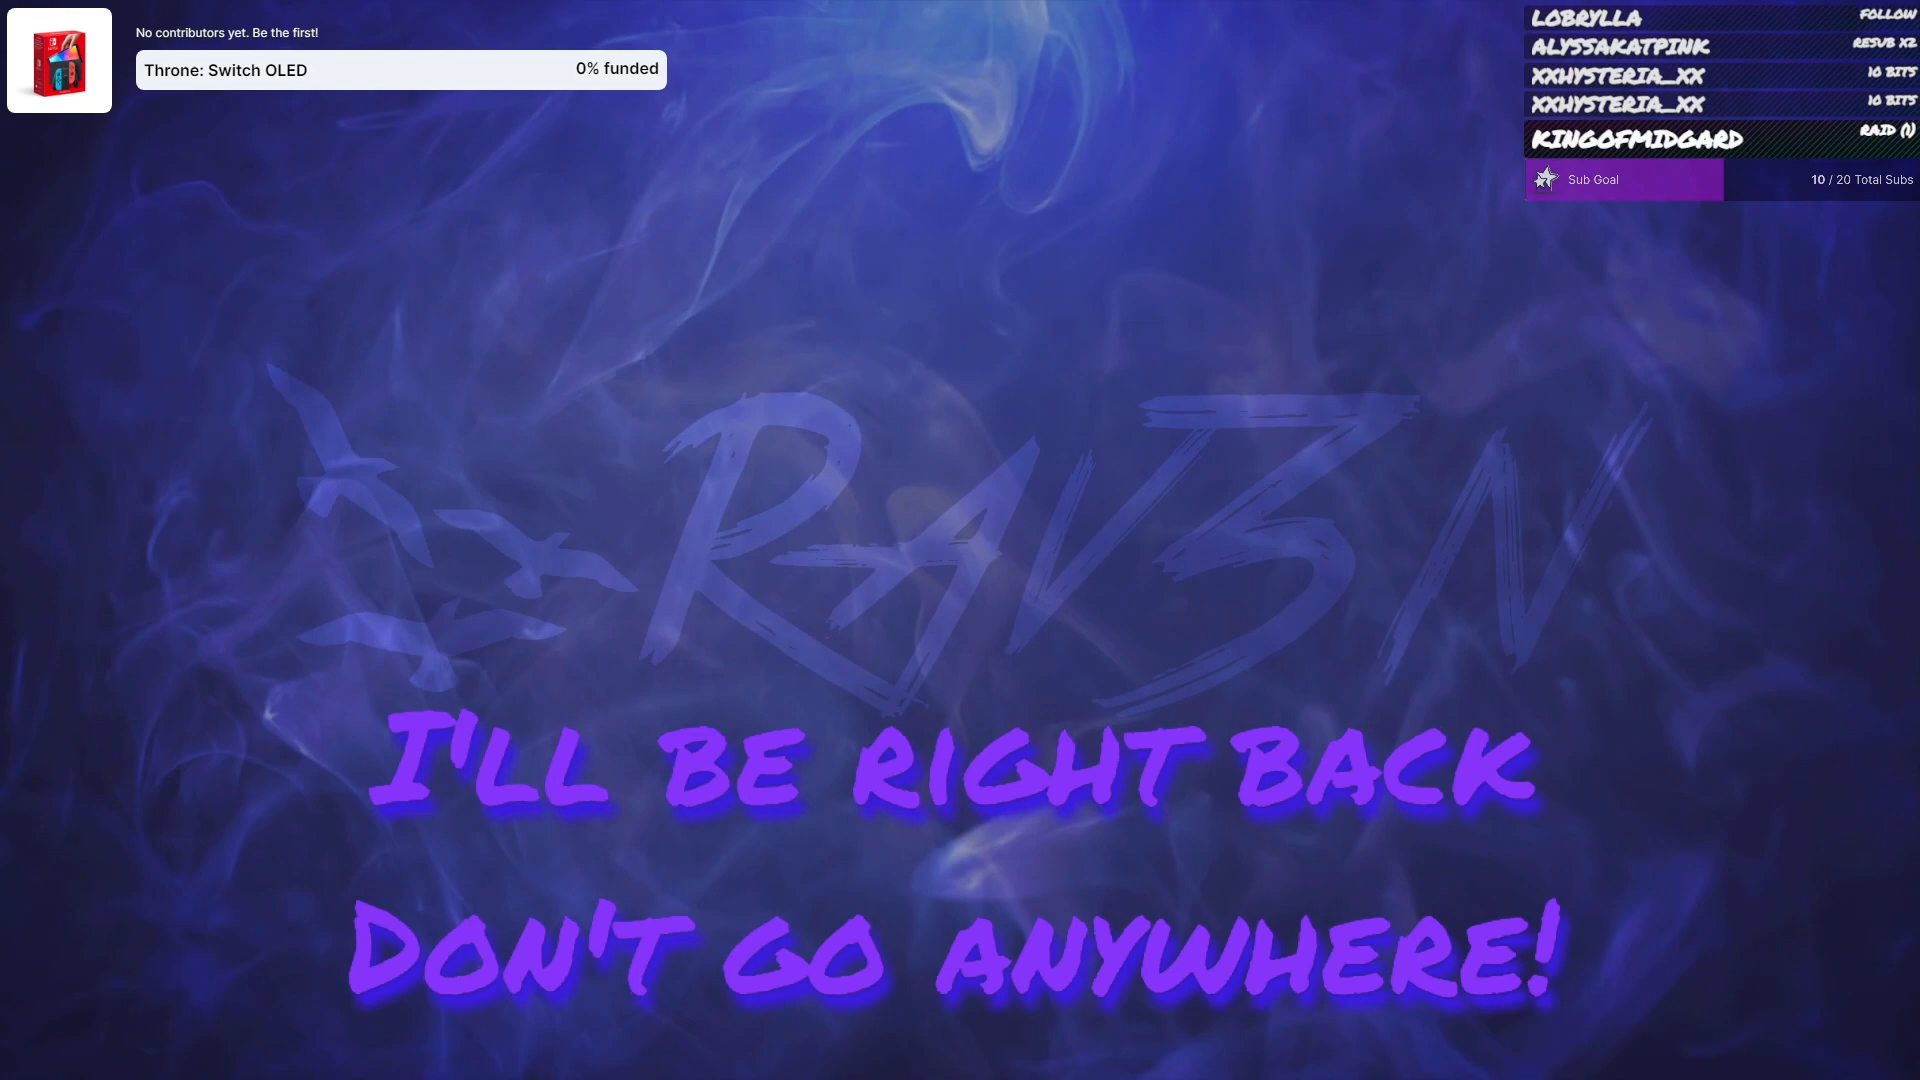 No contributors yet. Be the first!
Throne: Switch OLED 0% funded
LOBRYLLA FOLLOW
ALYSSAKATPINK RESUB X2
XXHYSTERIA_XX 10 BITS
XXHYSTERIA_XX 10 BITS
KINGOFMIDGARD RAID (1)
Sub Goal 10 / 20 Total Subs
RAV3N
I'LL BE RIGHT BACK
DON'T GO ANYWHERE!